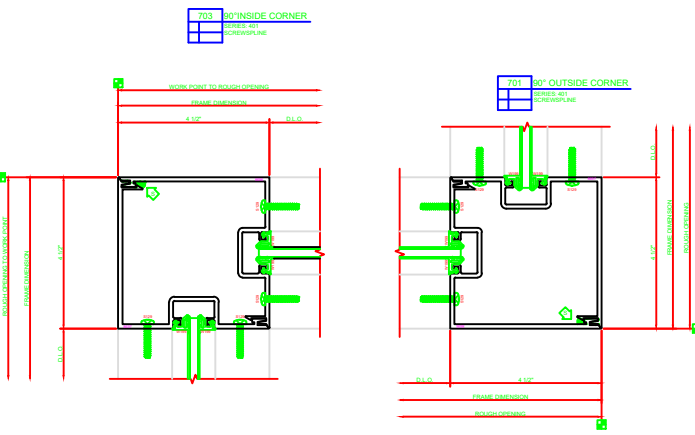 703 90°INSIDE CORNER
SERIES 401
SCREWSPLINE
701 90° OUTSIDE CORNER
SERIES 401
SCREWSPLINE
WORK POINT TO ROUGH OPENING
FRAME DIMENSION
4 1/2"
D.L.O.
ROUGH OPENING TO WORK POINT
FRAME DIMENSION
4 1/2"
D.L.O.
D.L.O.
4 1/2"
FRAME DIMENSION
ROUGH OPENING
D.L.O.
4 1/2"
FRAME DIMENSION
ROUGH OPENING